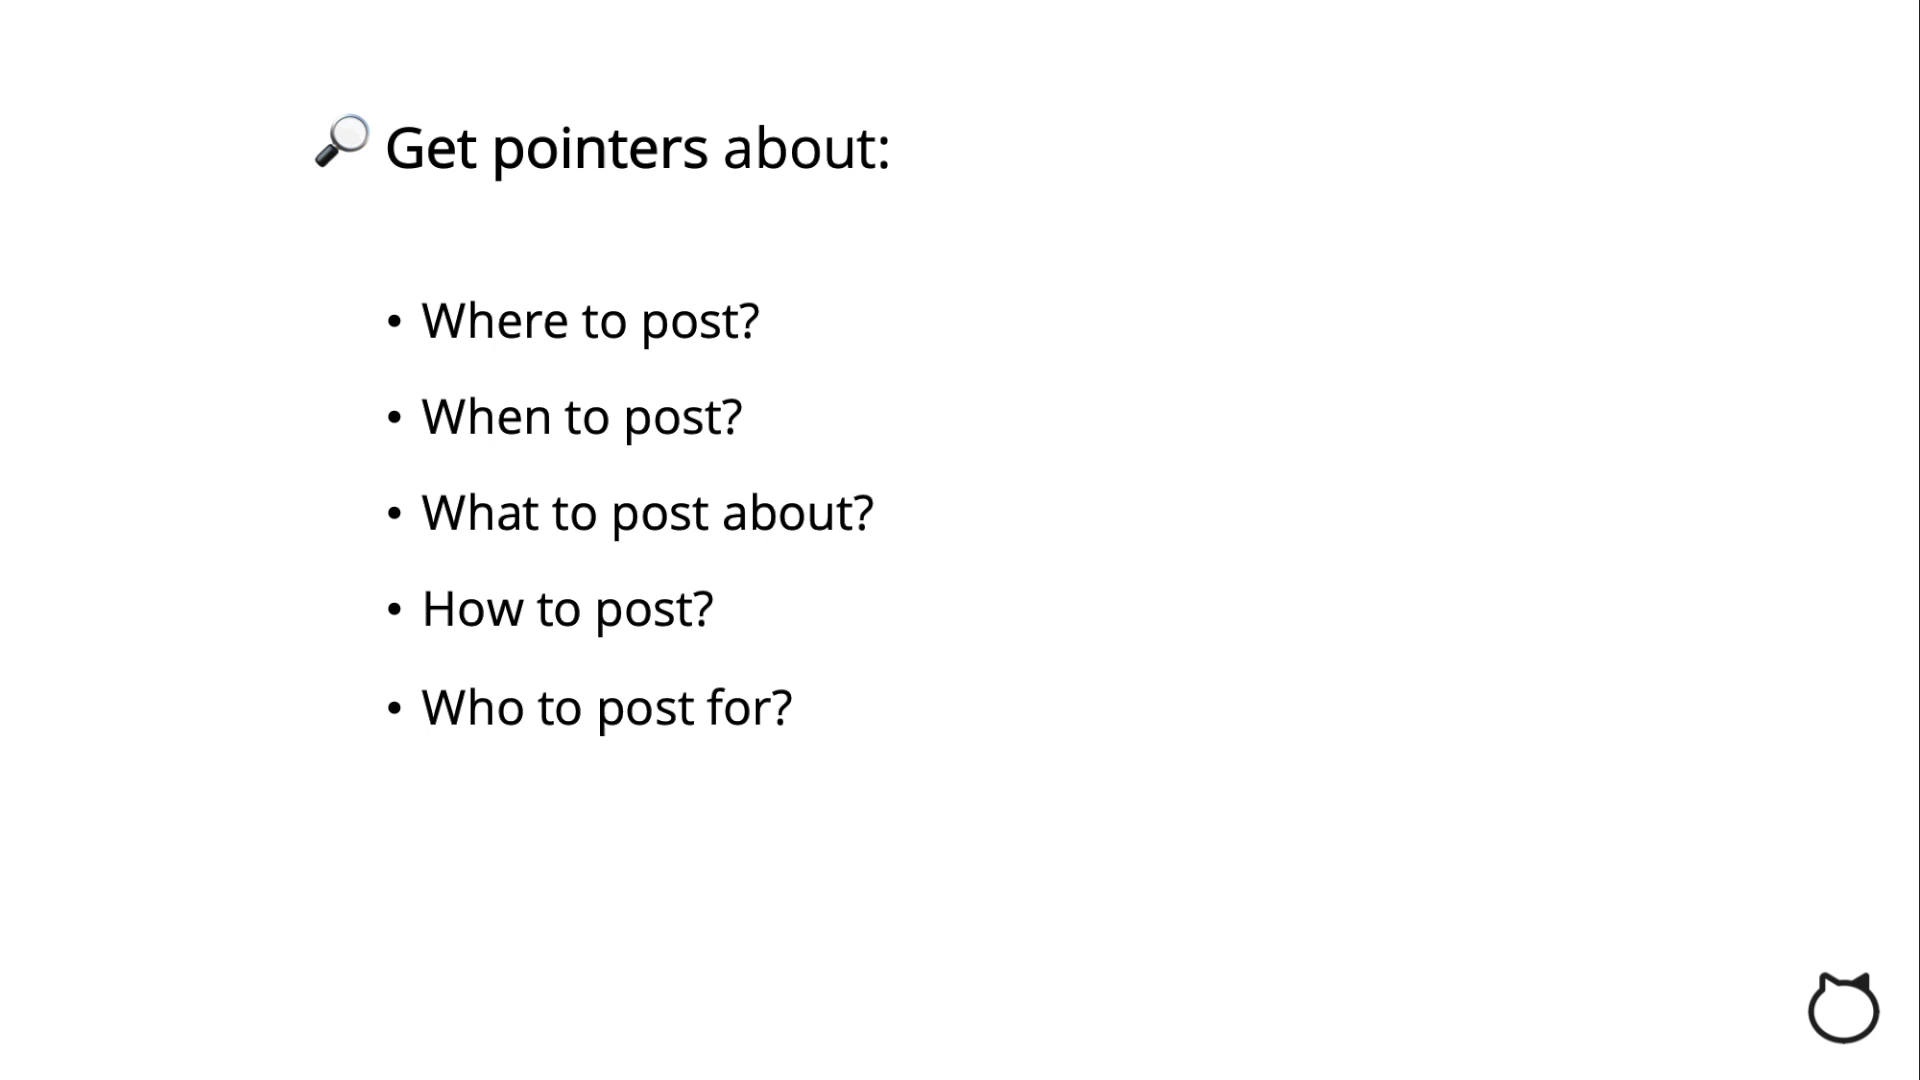 🔎 Get pointers about:
• Where to post?
• When to post?
• What to post about?
• How to post?
• Who to post for?